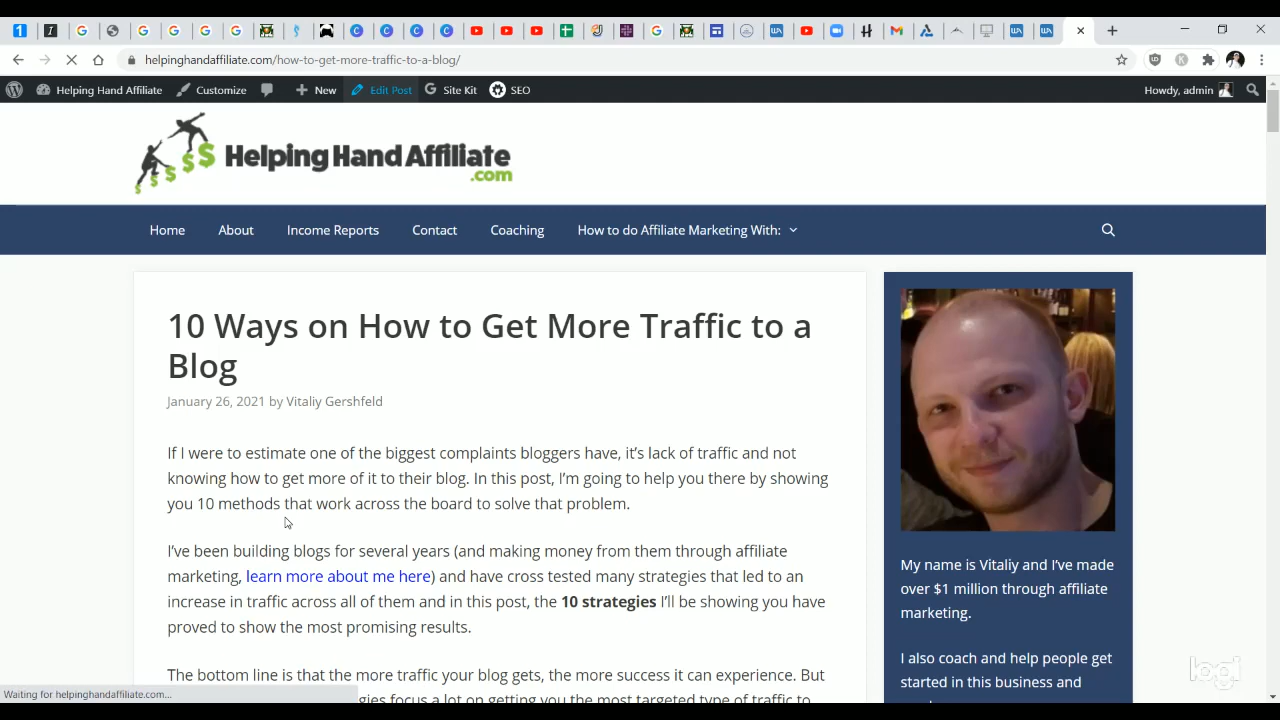 helpinghandaffiliate.com/how-to-get-more-traffic-to-a-blog/
Helping Hand Affiliate Customize New Edit Post Site Kit SEO Howdy, admin
Helping Hand Affiliate
.com
Home About Income Reports Contact Coaching How to do Affiliate Marketing With:
10 Ways on How to Get More Traffic to a
Blog
January 26, 2021 by Vitaliy Gershfeld
If I were to estimate one of the biggest complaints bloggers have, it's lack of traffic and not
knowing how to get more of it to their blog. In this post, I'm going to help you there by showing
you 10 methods that work across the board to solve that problem.
I've been building blogs for several years (and making money from them through affiliate
marketing, learn more about me here) and have cross tested many strategies that led to an
increase in traffic across all of them and in this post, the 10 strategies I'll be showing you have
proved to show the most promising results.
The bottom line is that the more traffic your blog gets, the more success it can experience. But
gies focus a lot on getting you the most targeted type of traffic to
My name is Vitaliy and I've made
over $1 million through affiliate
marketing.
I also coach and help people get
started in this business and
Waiting for helpinghandaffiliate.com...
logi